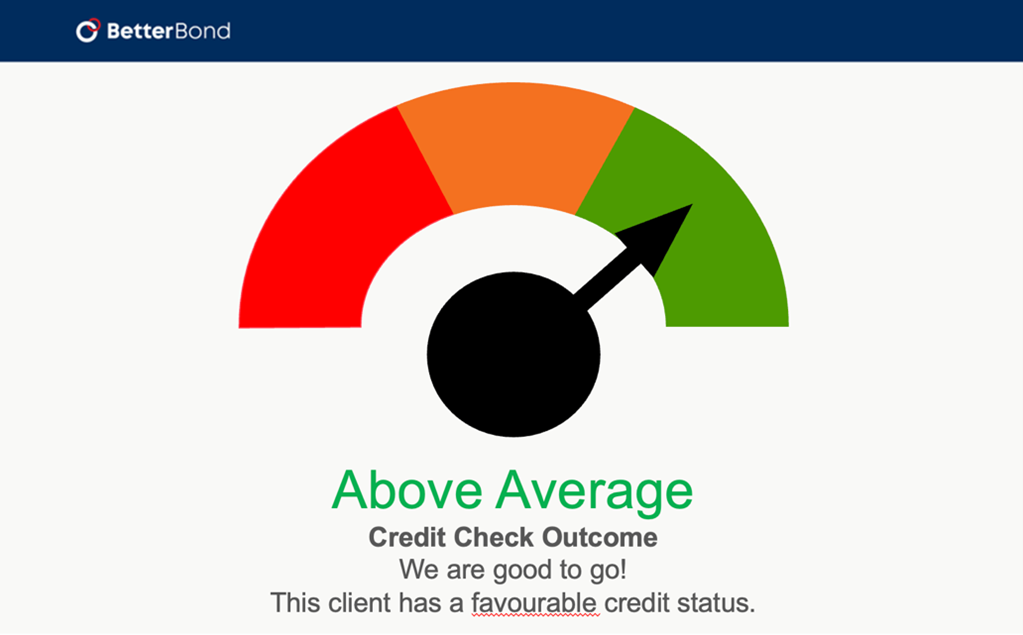 BetterBond
Above Average
Credit Check Outcome
We are good to go!
This client has a favourable credit status.